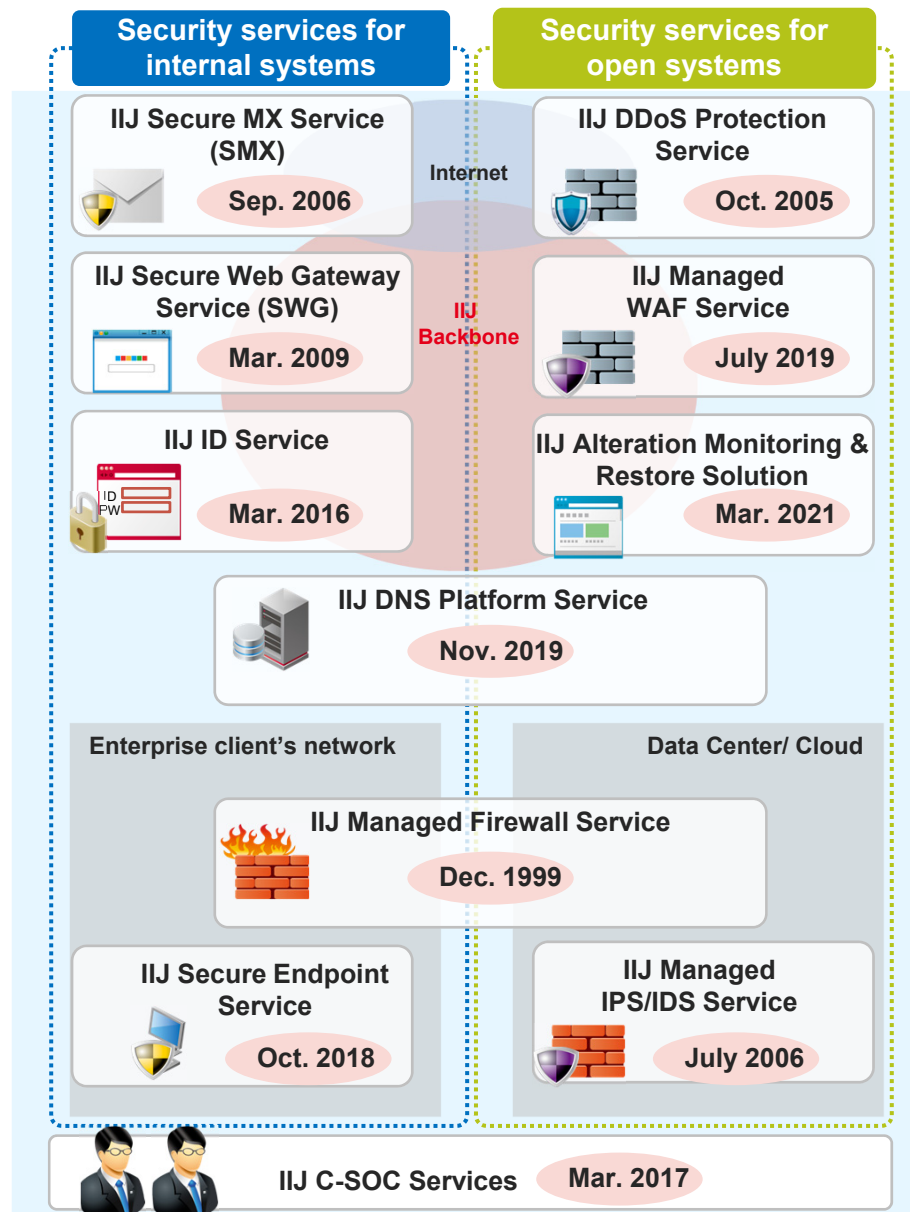 Security services for
internal systems
Security services for
open systems
IIJ Secure MX Service
(SMX)
Sep. 2006
Internet
IIJ DDoS Protection
Service
Oct. 2005
IIJ Secure Web Gateway
Service (SWG)
Mar. 2009
IIJ
Backbone
IIJ Managed
WAF Service
July 2019
IIJ ID Service
ID
PW
Mar. 2016
IIJ Alteration Monitoring &
Restore Solution
Mar. 2021
IIJ DNS Platform Service
Nov. 2019
Enterprise client's network
Data Center/ Cloud
IIJ Managed Firewall Service
Dec. 1999
IIJ Secure Endpoint
Service
Oct. 2018
IIJ Managed
IPS/IDS Service
July 2006
IIJ C-SOC Services
Mar. 2017